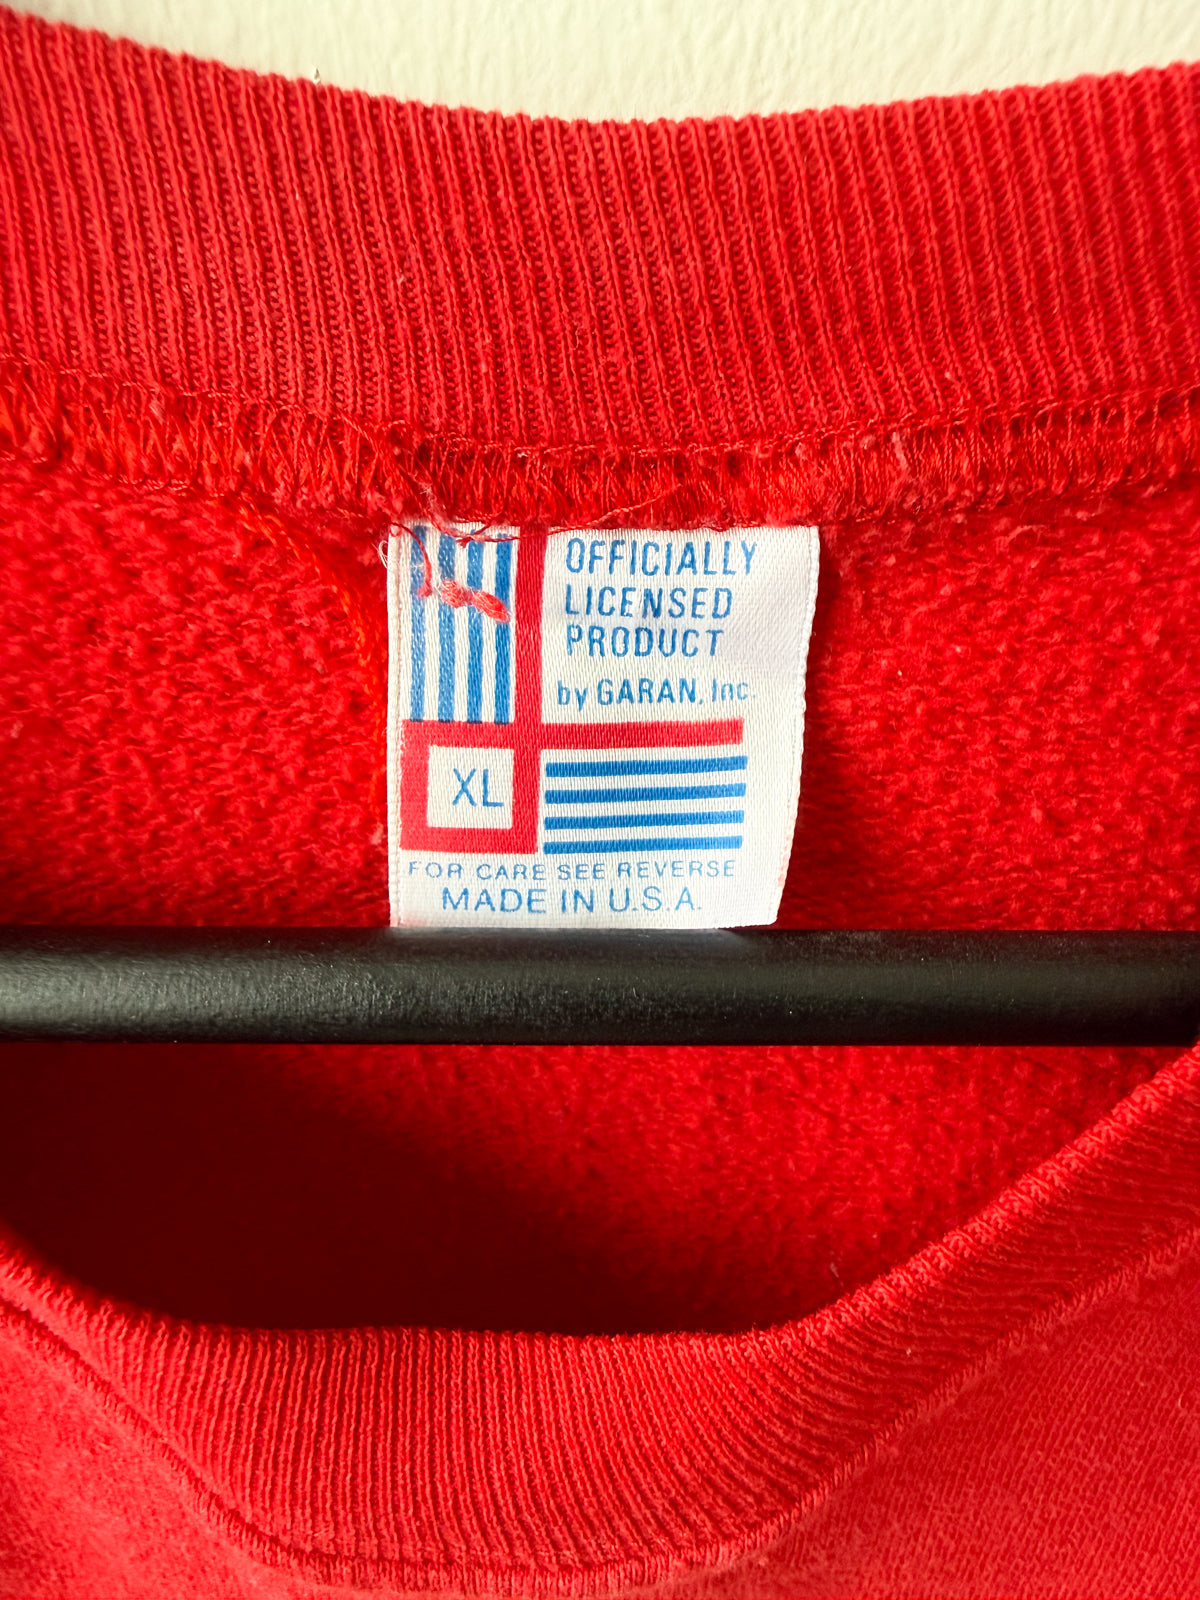 OFFICIALLY
LICENSED
PRODUCT
by GARAN, Inc.
XL
FOR CARE SEE REVERSE
MADE IN U.S.A.